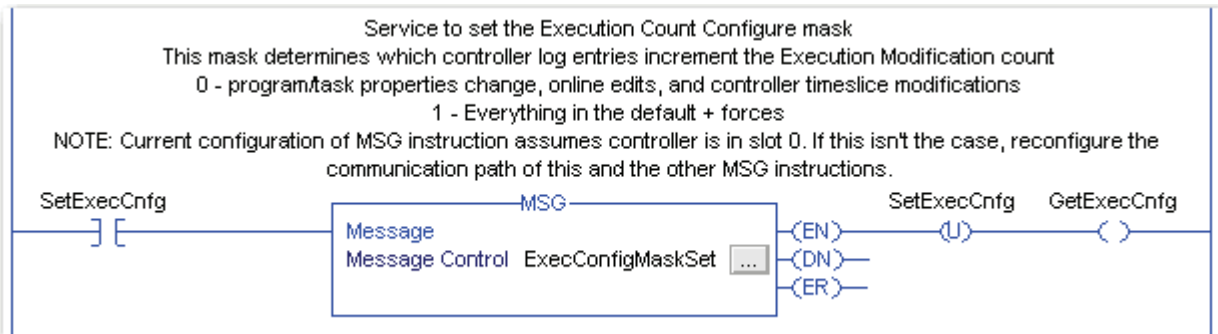 Service to set the Execution Count Configure mask
This mask determines which controller log entries increment the Execution Modification count
0 - program/task properties change, online edits, and controller timeslice modifications
1 - Everything in the default + forces
NOTE: Current configuration of MSG instruction assumes controller is in slot 0. If this isn't the case, reconfigure the
communication path of this and the other MSG instructions.
SetExecCnfg MSG SetExecCnfg GetExecCnfg
Message (EN) (U) ( )
Message Control ExecConfigMaskSet ... (DN)
(ER)